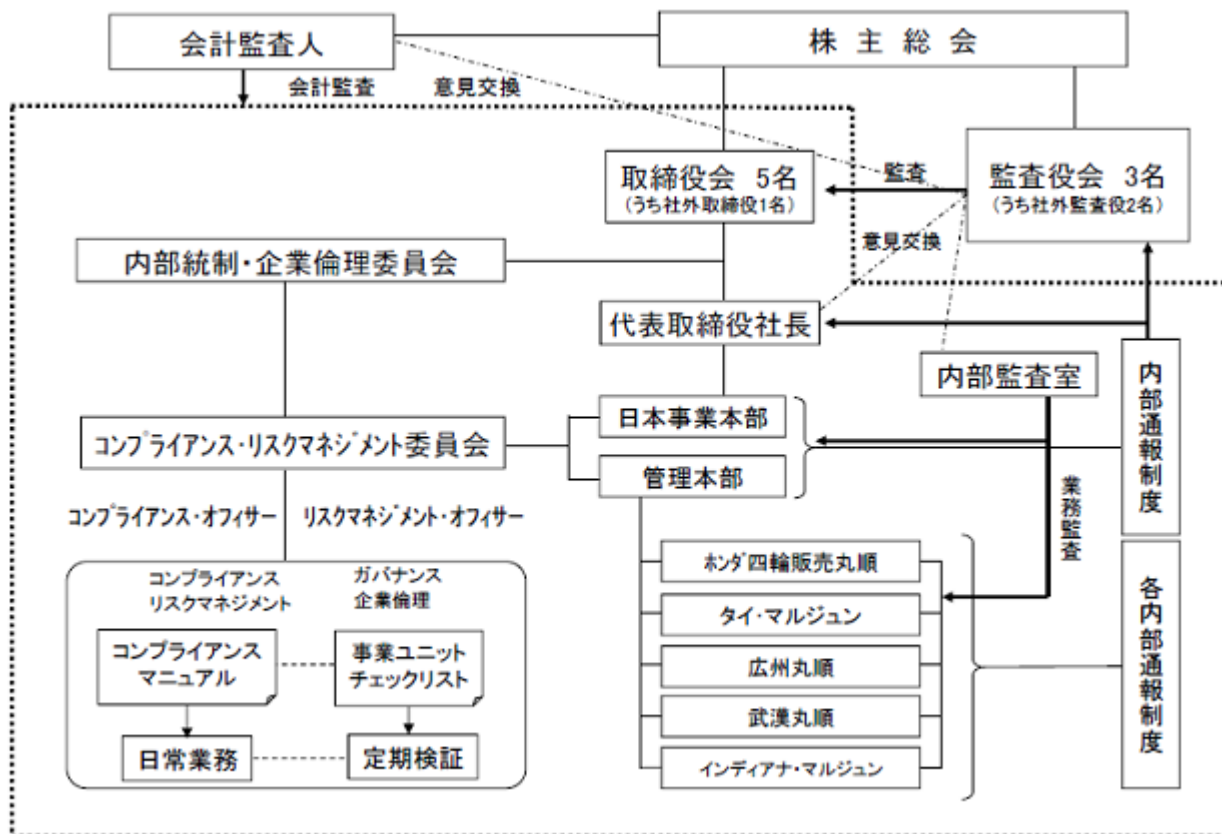 会計監査人
株主総会
会計監査
意見交換
取締役会 5名
(うち社外取締役1名)
監査
監査役会 3名
(うち社外監査役2名)
意見交換
内部統制・企業倫理委員会
代表取締役社長
内部監査室
内部通報制度
日本事業本部
コンプライアンス・リスクマネジメント委員会
管理本部
業務監査
コンプライアンス・オフィサー
リスクマネジメント・オフィサー
コンプライアンス
リスクマネジメント
ガバナンス
企業倫理
コンプライアンス
マニュアル
事業ユニット
チェックリスト
日常業務
定期検証
ホンダ四輪販売丸順
タイ・マルジュン
広州丸順
武漢丸順
インディアナ・マルジュン
各内部通報制度